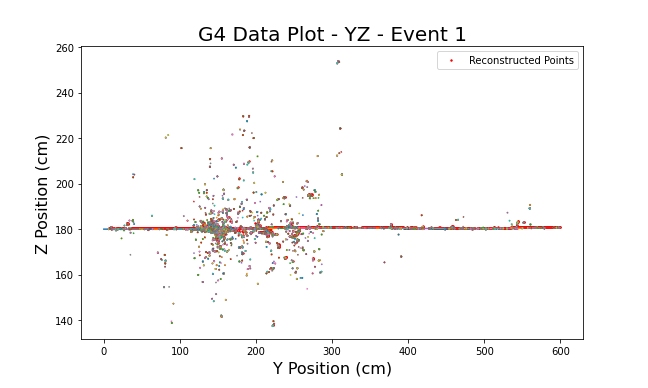 G4 Data Plot - YZ - Event 1
Reconstructed Points
Z Position (cm)
260
240
220
200
180
160
140
0 100 200 300 400 500 600
Y Position (cm)